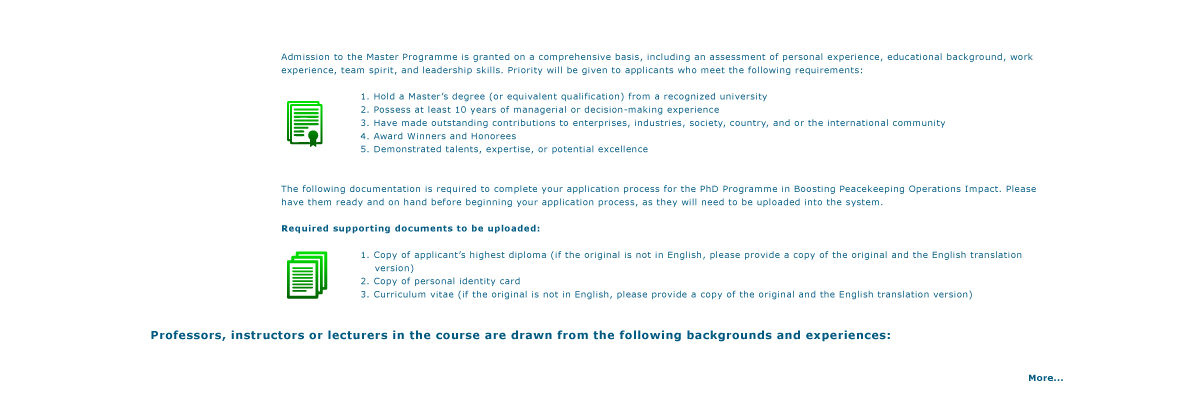 Admission to the Master Programme is granted on a comprehensive basis, including an assessment of personal experience, educational background, work
experience, team spirit, and leadership skills. Priority will be given to applicants who meet the following requirements:
1. Hold a Master's degree (or equivalent qualification) from a recognized university
2. Possess at least 10 years of managerial or decision-making experience
3. Have made outstanding contributions to enterprises, industries, society, country, and or the international community
4. Award Winners and Honorees
5. Demonstrated talents, expertise, or potential excellence
The following documentation is required to complete your application process for the PhD Programme in Boosting Peacekeeping Operations Impact. Please
have them ready and on hand before beginning your application process, as they will need to be uploaded into the system.
Required supporting documents to be uploaded:
1. Copy of applicant's highest diploma (if the original is not in English, please provide a copy of the original and the English translation
version)
2. Copy of personal identity card
3. Curriculum vitae (if the original is not in English, please provide a copy of the original and the English translation version)
Professors, instructors or lecturers in the course are drawn from the following backgrounds and experiences:
More...